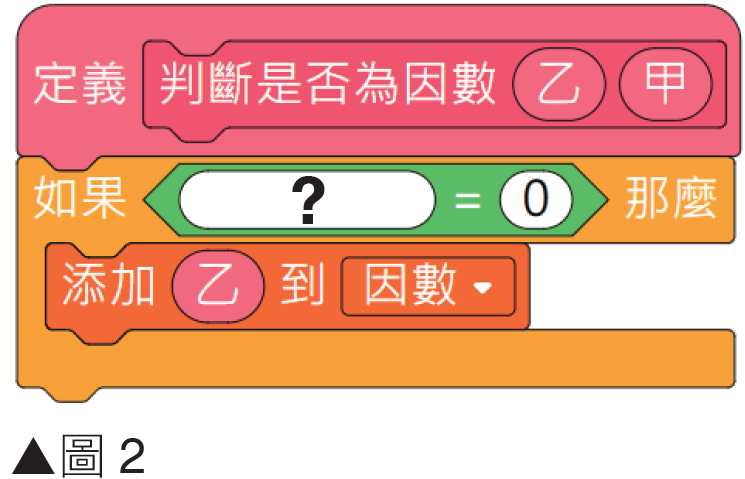 定義 判斷是否為因數 乙 甲
如果 ? = 0 那麼
添加 乙 到 因數
▲圖 2